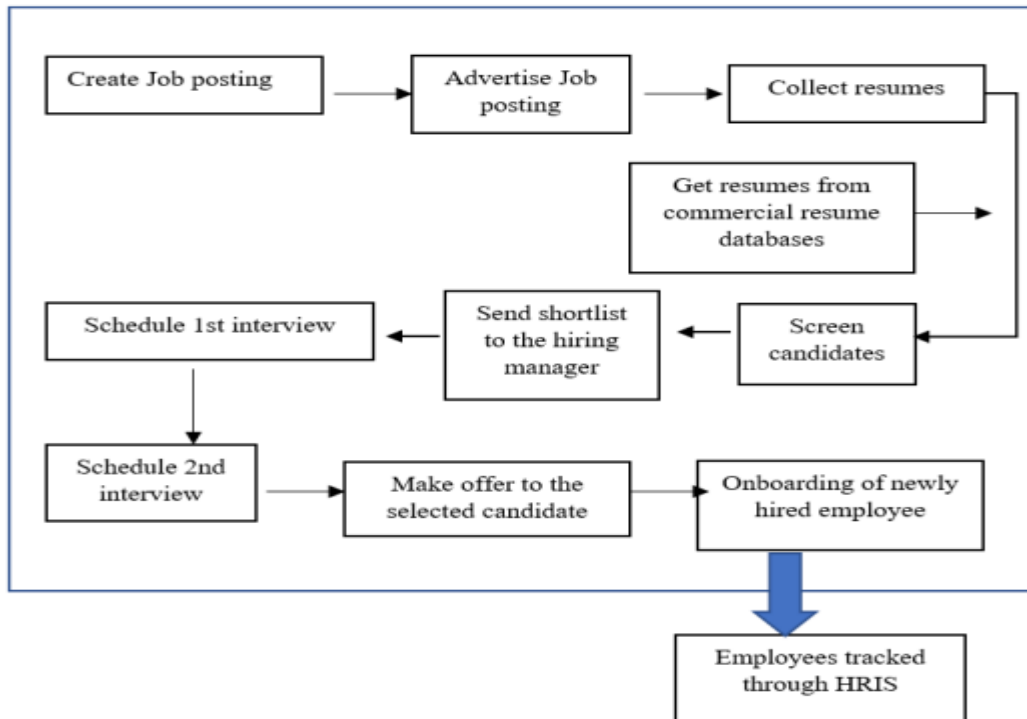 Create Job posting
Advertise Job
posting
Collect resumes
Get resumes from
commercial resume
databases
Schedule 1st interview
Send shortlist
to the hiring
manager
Screen
candidates
Schedule 2nd
interview
Make offer to the
selected candidate
Onboarding of newly
hired employee
Employees tracked
through HRIS